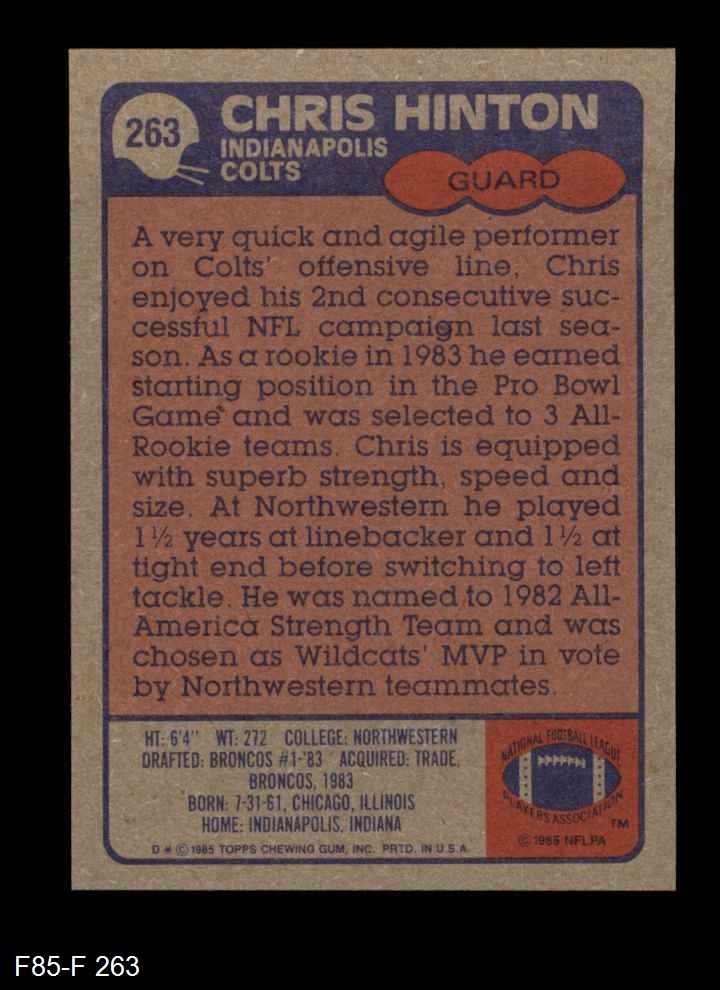 263
CHRIS HINTON
INDIANAPOLIS
COLTS
GUARD
A very quick and agile performer
on Colts' offensive line, Chris
enjoyed his 2nd consecutive suc-
cessful NFL campaign last sea-
son. As a rookie in 1983 he earned
starting position in the Pro Bowl
Game and was selected to 3 All-
Rookie teams. Chris is equipped
with superb strength, speed and
size. At Northwestern he played
1½ years at linebacker and 1½ at
tight end before switching to left
tackle. He was named to 1982 All-
America Strength Team and was
chosen as Wildcats' MVP in vote
by Northwestern teammates.
HT: 6'4" WT: 272 COLLEGE: NORTHWESTERN
DRAFTED: BRONCOS #1-'83 ACQUIRED: TRADE,
BRONCOS, 1983
BORN: 7-31-61, CHICAGO, ILLINOIS
HOME: INDIANAPOLIS, INDIANA
D * © 1985 TOPPS CHEWING GUM, INC. PRTD. IN U.S.A.
NATIONAL FOOTBALL LEAGUE
PLAYERS ASSOCIATION
TM
© 1985 NFLPA
F85-F 263